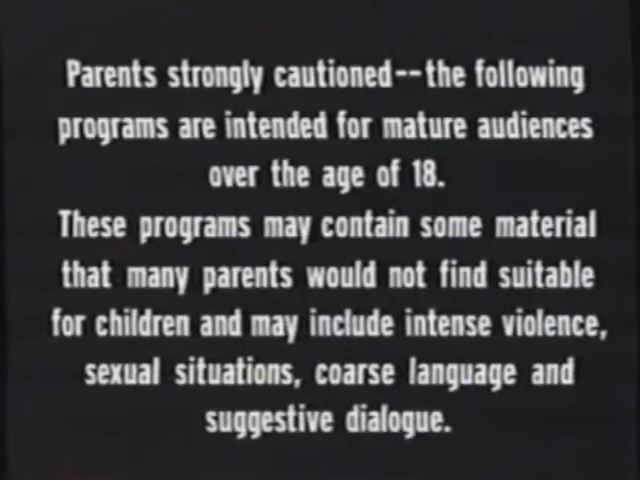 Parents strongly cautioned--the following
programs are intended for mature audiences
over the age of 18.
These programs may contain some material
that many parents would not find suitable
for children and may include intense violence,
sexual situations, coarse language and
suggestive dialogue.